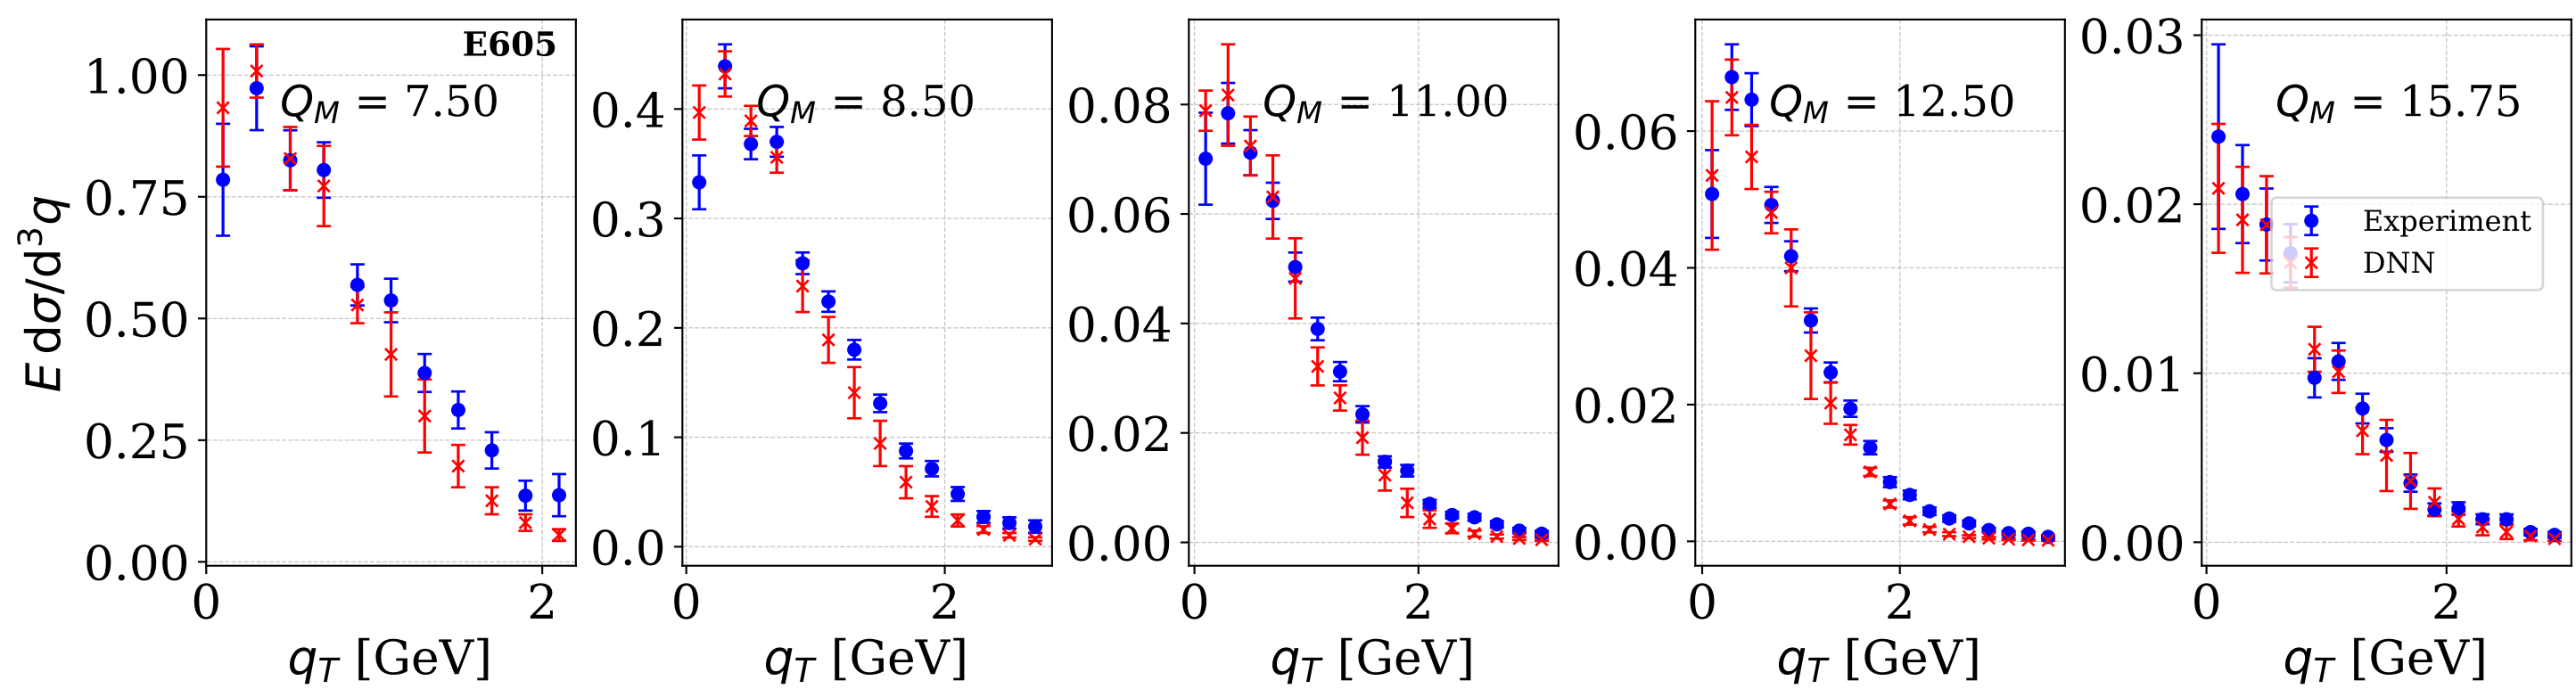 E605
Q_M = 7.50
Q_M = 8.50
Q_M = 11.00
Q_M = 12.50
Q_M = 15.75
E dσ/d³q
1.00
0.75
0.50
0.25
0.00
0 2
q_T [GeV]
0.4
0.3
0.2
0.1
0.0
0 2
q_T [GeV]
0.08
0.06
0.04
0.02
0.00
0 2
q_T [GeV]
0.06
0.04
0.02
0.00
0 2
q_T [GeV]
0.03
0.02
0.01
0.00
0 2
q_T [GeV]
Experiment
DNN